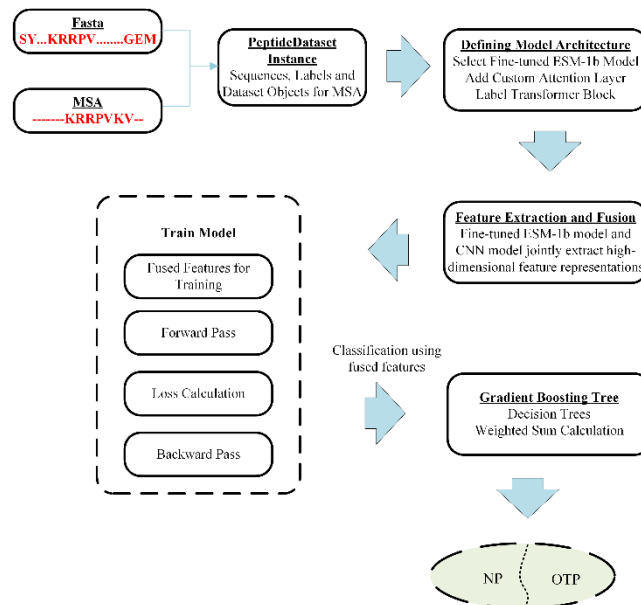 Fasta
SY...KRRPV........GEM
MSA
-------KRRPVKV--
PeptideDataset
Instance
Sequences, Labels and
Dataset Objects for MSA
Defining Model Architecture
Select Fine-tuned ESM-1b Model
Add Custom Attention Layer
Label Transformer Block
Feature Extraction and Fusion
Fine-tuned ESM-1b model and
CNN model jointly extract high-
dimensional feature representations
Train Model
Fused Features for
Training
Forward Pass
Loss Calculation
Backward Pass
Classification using
fused features
Gradient Boosting Tree
Decision Trees
Weighted Sum Calculation
NP
OTP